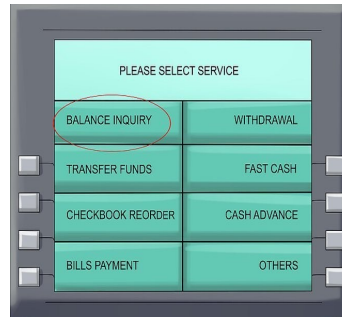 PLEASE SELECT SERVICE
BALANCE INQUIRY
WITHDRAWAL
TRANSFER FUNDS
FAST CASH
CHECKBOOK REORDER
CASH ADVANCE
BILLS PAYMENT
OTHERS